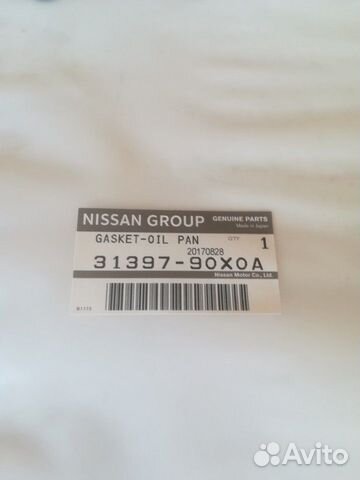 NISSAN GROUP GENUINE PARTS
Made in Japan
GASKET-OIL PAN QTY 1
20170828
31397-90X0A
Nissan Motor Co., Ltd.
Avito